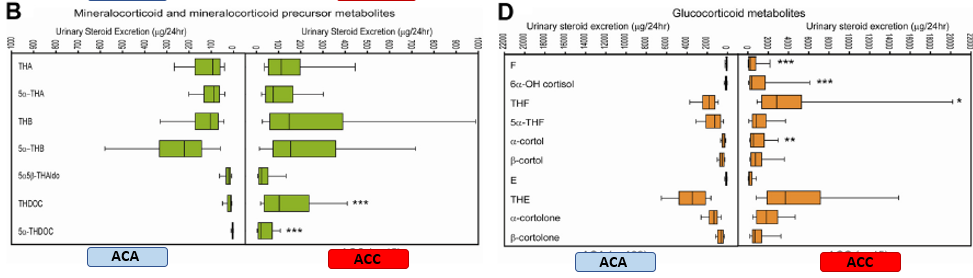 B
Mineralocorticoid and mineralocorticoid precursor metabolites
Urinary Steroid Excretion (μg/24hr)
Urinary Steroid Excretion (μg/24hr)
1000 900 800 700 600 500 400 300 200 100 0
0 100 200 300 400 500 600 700 800 900 1000
THA
5α-THA
THB
5α-THB
5α5β-THAldo
THDOC ***
5α-THDOC ***
ACA
ACC
D
Glucocorticoid metabolites
Urinary steroid excretion (μg/24hr)
Urinary steroid excretion (μg/24hr)
22000 20000 18000 16000 14000 12000 10000 8000 6000 4000 2000 0
0 2000 4000 6000 8000 10000 12000 14000 16000 18000 20000 22000
F ***
6α-OH cortisol ***
THF *
5α-THF
α-cortol **
β-cortol
E
THE
α-cortolone
β-cortolone
ACA
ACC